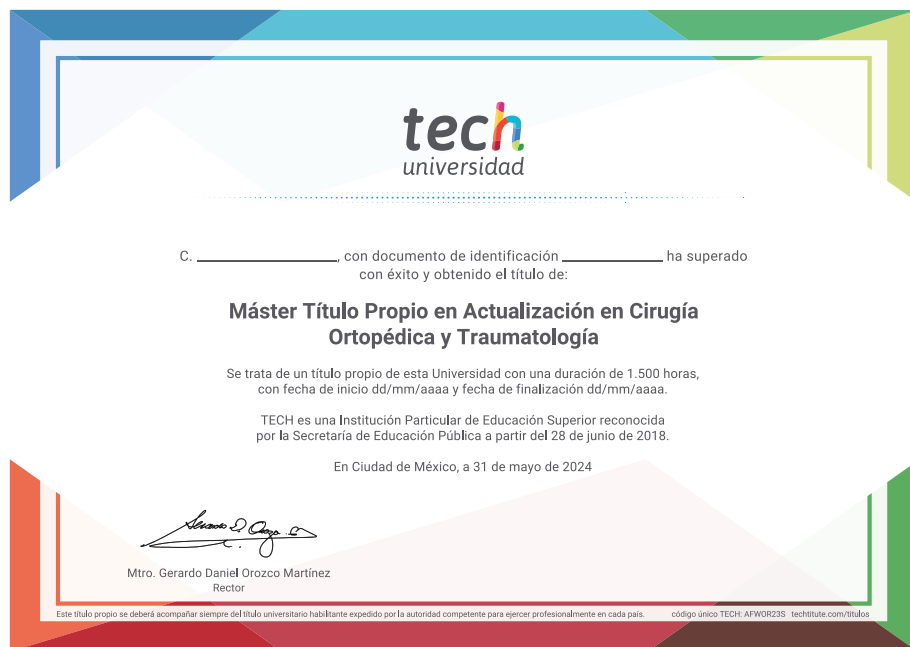 tech
universidad
C. ____________________, con documento de identificación ______________ ha superado
con éxito y obtenido el título de:
Máster Título Propio en Actualización en Cirugía
Ortopédica y Traumatología
Se trata de un título propio de esta Universidad con una duración de 1.500 horas,
con fecha de inicio dd/mm/aaaa y fecha de finalización dd/mm/aaaa.
TECH es una Institución Particular de Educación Superior reconocida
por la Secretaría de Educación Pública a partir del 28 de junio de 2018.
En Ciudad de México, a 31 de mayo de 2024
Mtro. Gerardo Daniel Orozco Martínez
Rector
Este título propio se deberá acompañar siempre del título universitario habilitante expedido por la autoridad competente para ejercer profesionalmente en cada país. código único TECH: AFWOR23S techtitute.com/titulos